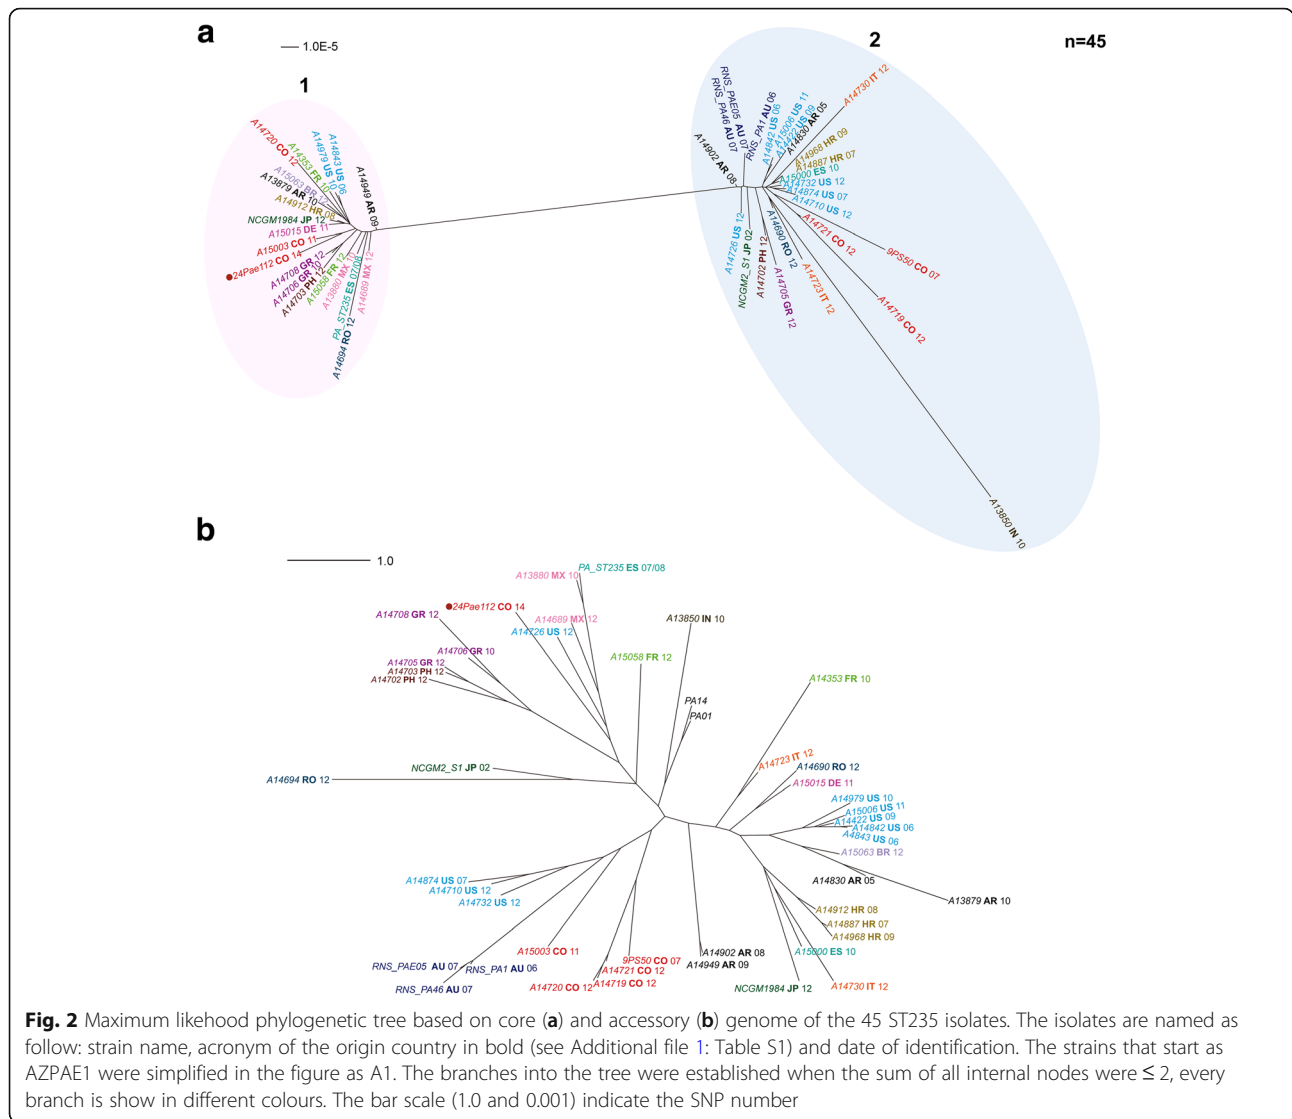 a
1.0E-5
2
n=45
1
A14720 CO 12
A14353 FR 10
A14979 US 10
A14843 US 06
A15063 BR 12
A13879 AR 10
A14912 HR 08
NCGM1984 JP 12
A15015 DE 11
A15003 CO 11
24Pae112 CO 14
A14708 GR 12
A14706 GR 10
A14703 PH 12
A15058 FR 12
A13880 MX 10
PA_ST235 ES 07/08
A14694 RO 12
A14689 MX 12
A14949 AR 09
A14902 AR 08
RNS_PA46 AU 07
RNS_PAE05 AU 07
RNS_PA1 AU 06
A14842 US 06
A15006 US 11
A14422 US 09
A14830 AR 05
A14730 IT 12
A14968 HR 09
A14887 HR 07
A15000 ES 10
A14732 US 12
A14874 US 07
A14710 US 12
A14721 CO 12
9PS50 CO 07
A14719 CO 12
A14690 RO 12
A14723 IT 12
A14726 US 12
NCGM2_S1 JP 02
A14702 PH 12
A14705 GR 12
A13850 IN 10
b
1.0
A13880 MX 10
PA_ST235 ES 07/08
24Pae112 CO 14
A14708 GR 12
A14689 MX 12
A14726 US 12
A13850 IN 10
A14706 GR 10
A14705 GR 12
A14703 PH 12
A14702 PH 12
A15058 FR 12
A14353 FR 10
PA14
PA01
A14723 IT 12
A14690 RO 12
A15015 DE 11
NCGM2_S1 JP 02
A14694 RO 12
A14979 US 10
A15006 US 11
A14422 US 09
A14842 US 06
A4843 US 06
A15063 BR 12
A14874 US 07
A14710 US 12
A14732 US 12
A14830 AR 05
A13879 AR 10
A14912 HR 08
A14887 HR 07
A14968 HR 09
A15000 ES 10
A15003 CO 11
RNS_PAE05 AU 07
RNS_PA1 AU 06
RNS_PA46 AU 07
9PS50 CO 07
A14721 CO 12
A14719 CO 12
A14720 CO 12
A14902 AR 08
A14949 AR 09
NCGM1984 JP 12
A14730 IT 12
Fig. 2 Maximum likehood phylogenetic tree based on core (a) and accessory (b) genome of the 45 ST235 isolates. The isolates are named as
follow: strain name, acronym of the origin country in bold (see Additional file 1: Table S1) and date of identification. The strains that start as
AZPAE1 were simplified in the figure as A1. The branches into the tree were established when the sum of all internal nodes were ≤ 2, every
branch is show in different colours. The bar scale (1.0 and 0.001) indicate the SNP number